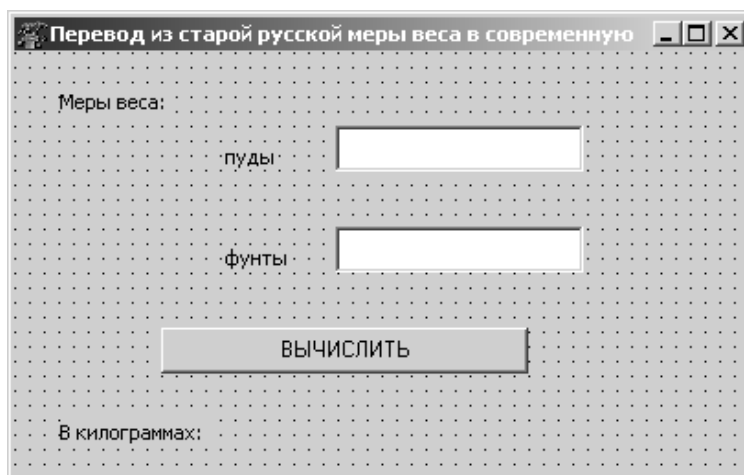 Перевод из старой русской меры веса в современную
Меры веса:
пуды
фунты
ВЫЧИСЛИТЬ
В килограммах: